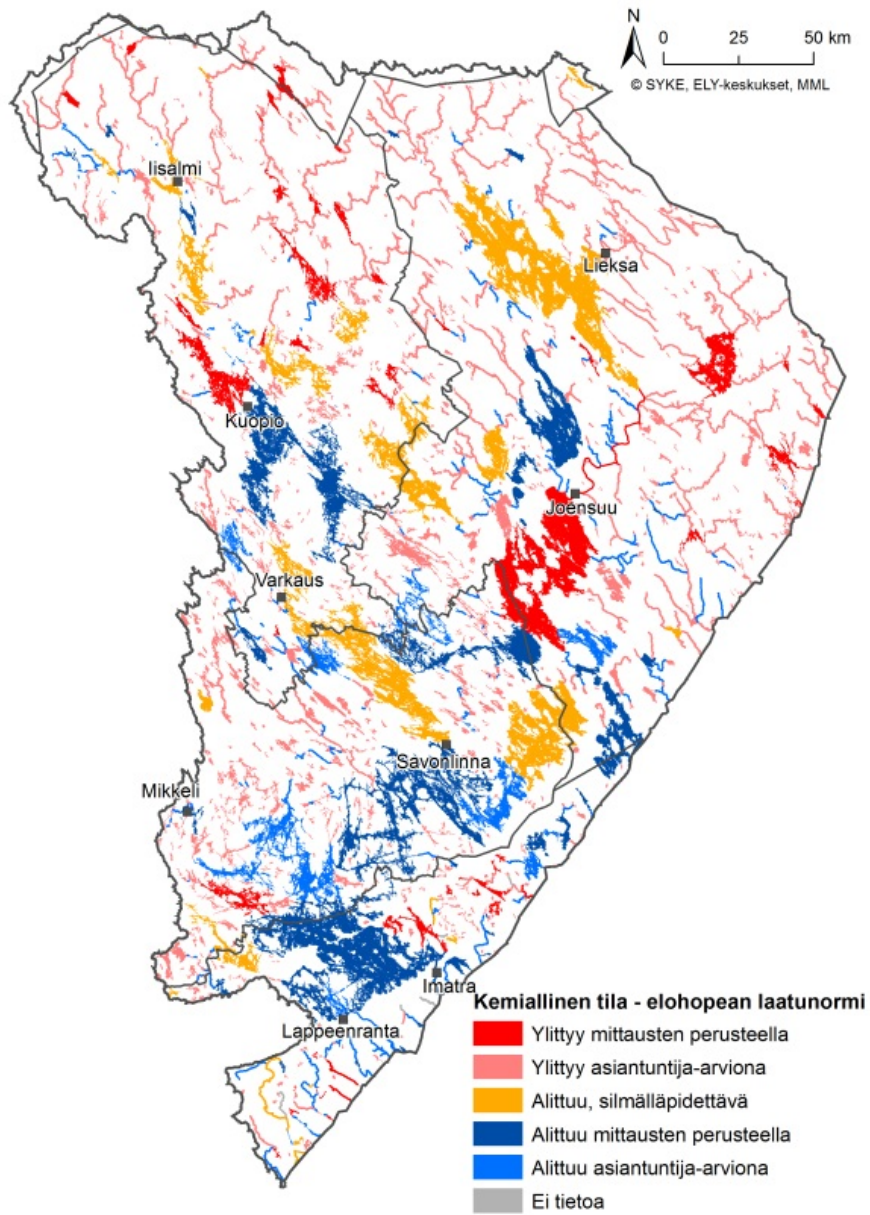 N
0 25 50 km
© SYKE, ELY-keskukset, MML
Iisalmi
Lieksa
Kuopio
Joensuu
Varkaus
Savonlinna
Mikkeli
Imatra
Lappeenranta
Kemiallinen tila - elohopean laatunormi
Ylittyy mittausten perusteella
Ylittyy asiantuntija-arviona
Alittuu, silmälläpidettävä
Alittuu mittausten perusteella
Alittuu asiantuntija-arviona
Ei tietoa